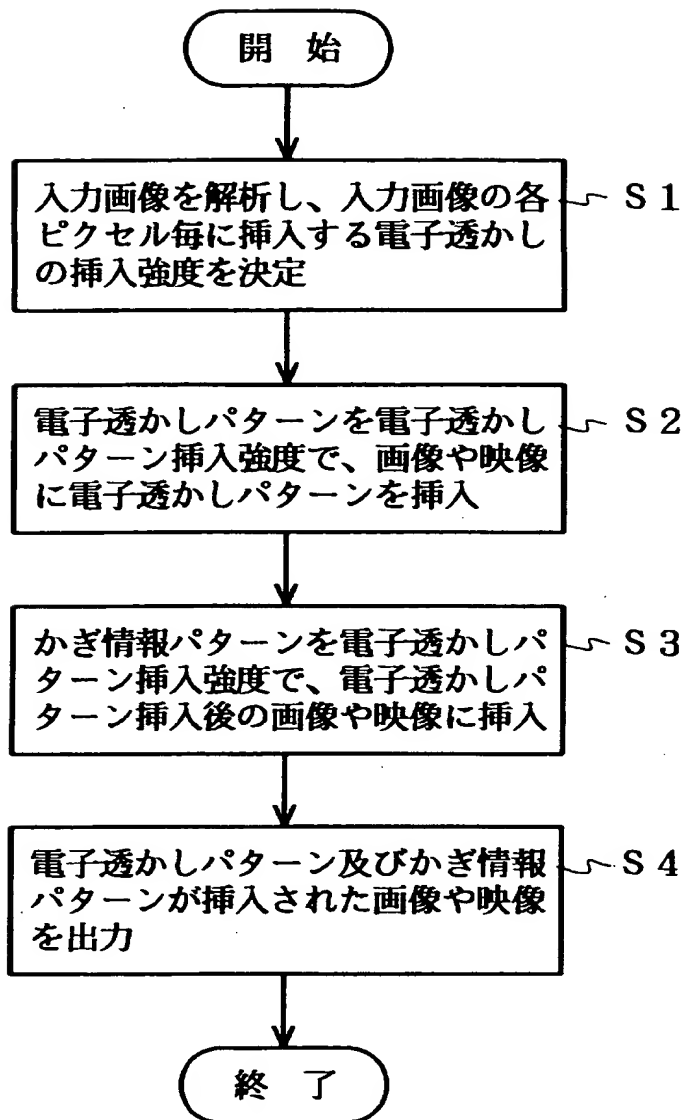 開 始
入力画像を解析し、入力画像の各
ピクセル毎に挿入する電子透かし
の挿入強度を決定
S1
電子透かしパターンを電子透かし
パターン挿入強度で、画像や映像
に電子透かしパターンを挿入
S2
かぎ情報パターンを電子透かしパ
ターン挿入強度で、電子透かしパ
ターン挿入後の画像や映像に挿入
S3
電子透かしパターン及びかぎ情報
パターンが挿入された画像や映像
を出力
S4
終 了